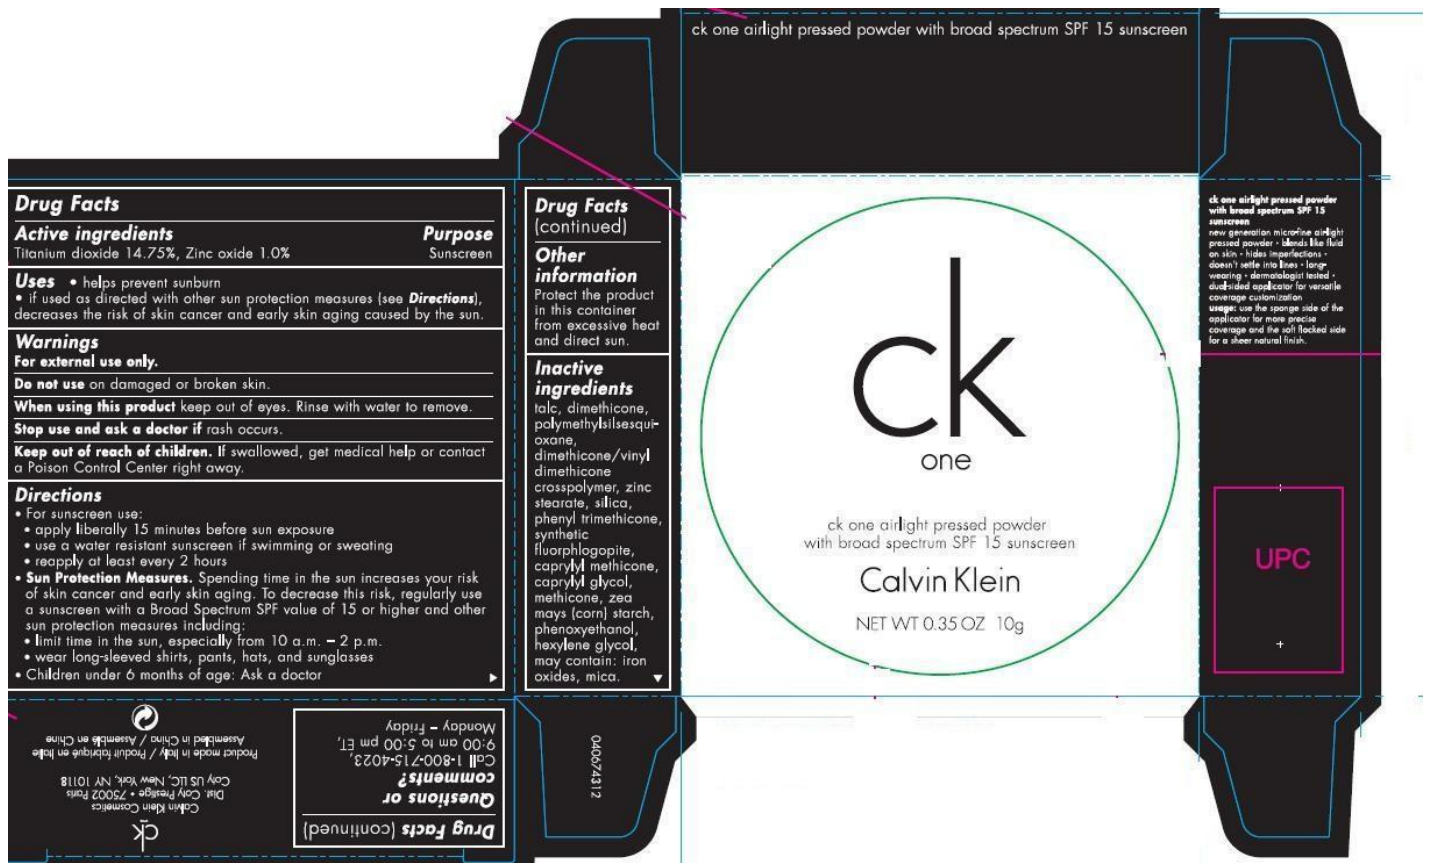 ck one airlight pressed powder with broad spectrum SPF 15 sunscreen
Drug Facts
Active ingredients Purpose
Titanium dioxide 14.75%, Zinc oxide 1.0% Sunscreen
Uses • helps prevent sunburn
• if used as directed with other sun protection measures (see Directions),
decreases the risk of skin cancer and early skin aging caused by the sun.
Warnings
For external use only.
Do not use on damaged or broken skin.
When using this product keep out of eyes. Rinse with water to remove.
Stop use and ask a doctor if rash occurs.
Keep out of reach of children. If swallowed, get medical help or contact
a Poison Control Center right away.
Directions
• For sunscreen use:
• apply liberally 15 minutes before sun exposure
• use a water resistant sunscreen if swimming or sweating
• reapply at least every 2 hours
• Sun Protection Measures. Spending time in the sun increases your risk
of skin cancer and early skin aging. To decrease this risk, regularly use
a sunscreen with a Broad Spectrum SPF value of 15 or higher and other
sun protection measures including:
• limit time in the sun, especially from 10 a.m. – 2 p.m.
• wear long-sleeved shirts, pants, hats, and sunglasses
• Children under 6 months of age: Ask a doctor
Drug Facts
(continued)
Other
information
Protect the product
in this container
from excessive heat
and direct sun.
Inactive
ingredients
talc, dimethicone,
polymethylsilsesqui-
oxane,
dimethicone/vinyl
dimethicone
crosspolymer, zinc
stearate, silica,
phenyl trimethicone,
synthetic
fluorphlogopite,
caprylyl methicone,
caprylyl glycol,
methicone, zea
mays (corn) starch,
phenoxyethanol,
hexylene glycol,
may contain: iron
oxides, mica.
ck
one
ck one airlight pressed powder
with broad spectrum SPF 15 sunscreen
Calvin Klein
NET WT 0.35 OZ 10g
ck one airlight pressed powder
with broad spectrum SPF 15
sunscreen
new generation micro-fine airlight
pressed powder • blends like fluid
on skin • hides imperfections •
doesn't settle into lines • long-
wearing • dermatologist tested •
dual-sided applicator for versatile
coverage customization
usage: use the sponge side of the
applicator for more precise
coverage and the soft flocked side
for a sheer natural finish.
UPC
Drug Facts (continued)
Questions or
comments?
Call 1-800-715-4023,
9:00 am to 5:00 pm ET,
Monday – Friday
ck
Calvin Klein Cosmetics
Dist. Coty Prestige • 75002 Paris
Coty US LLC, New York, NY 10118
Product made in Italy / Produit fabriqué en Italie
Assembled in China / Assemblé en Chine
040674312